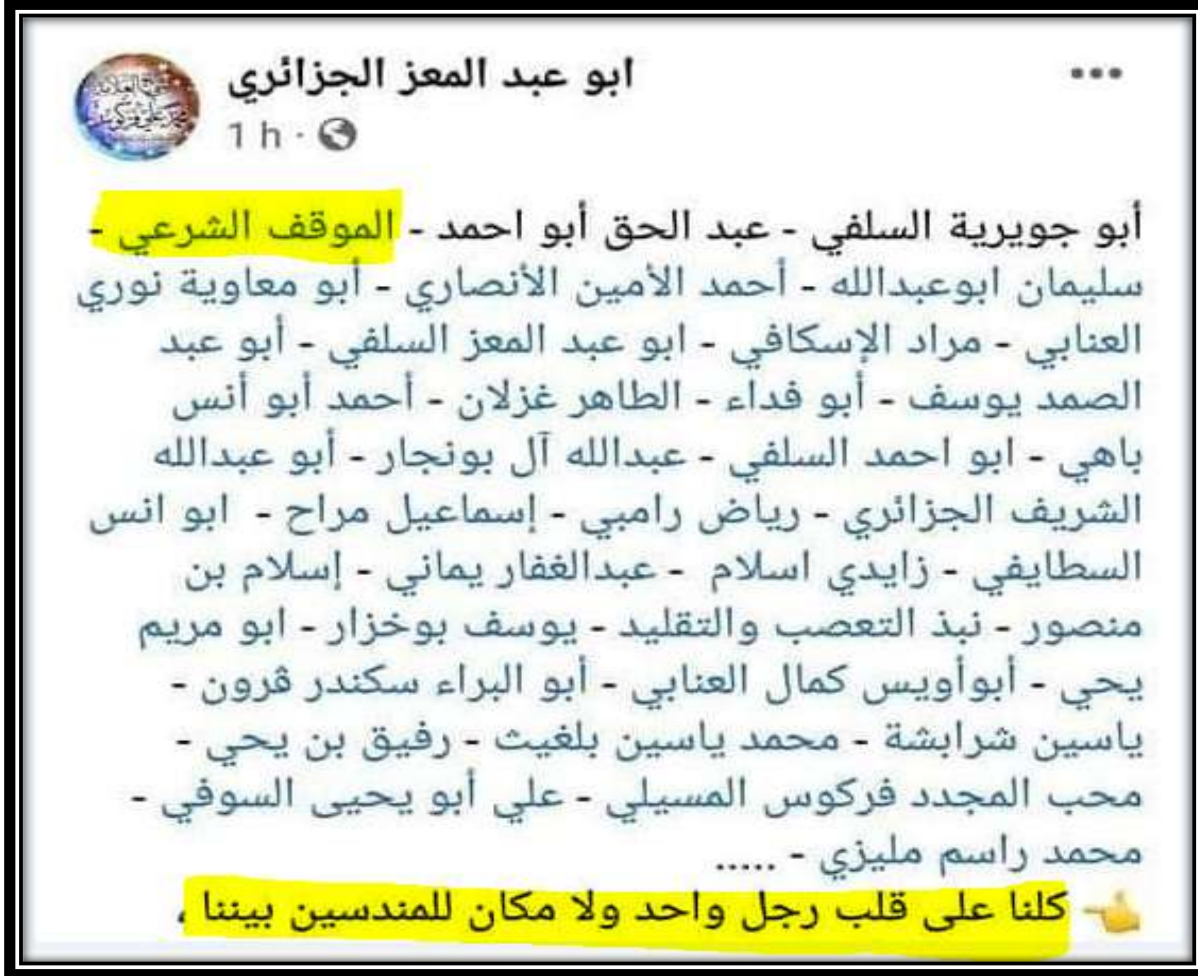 ابو عبد المعز الجزائري
1 h ·
أبو جويرية السلفي - عبد الحق أبو احمد - الموقف الشرعي -
سليمان ابوعبدالله - أحمد الأمين الأنصاري - أبو معاوية نوري
العنابي - مراد الإسكافي - ابو عبد المعز السلفي - أبو عبد
الصمد يوسف - أبو فداء - الطاهر غزلان - أحمد أبو أنس
باهي - ابو احمد السلفي - عبدالله آل بونجار - أبو عبدالله
الشريف الجزائري - رياض رامبي - إسماعيل مراح - ابو انس
السطايفي - زايدي اسلام - عبدالغفار يماني - إسلام بن
منصور - نبذ التعصب والتقليد - يوسف بوخزار - ابو مريم
يحي - أبوأويس كمال العنابي - أبو البراء سكندر ڨرون -
ياسين شرابشة - محمد ياسين بلغيث - رفيق بن يحي -
محب المجدد فركوس المسيلي - علي أبو يحيى السوفي -
محمد راسم مليزي - .....
👈 كلنا على قلب رجل واحد ولا مكان للمندسين بيننا ،